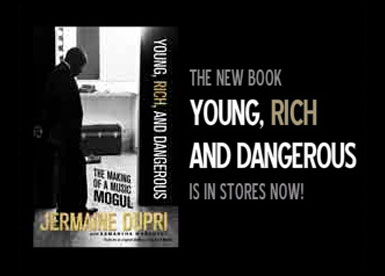 YOUNG, RICH, AND DANGEROUS
THE MAKING
OF A MUSIC
MOGUL
JERMAINE DUPRI
THE NEW BOOK
YOUNG, RICH
AND DANGEROUS
IS IN STORES NOW!